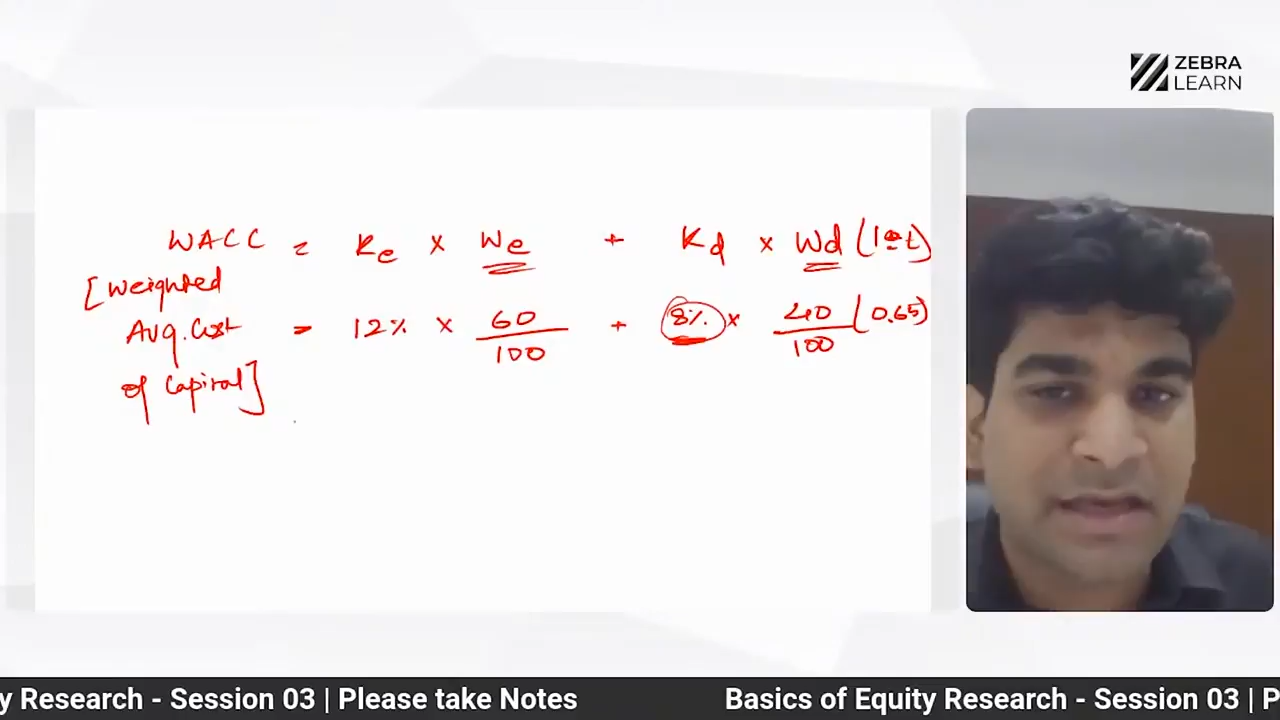 ZEBRA
LEARN
WACC = Ke × We + Kd × Wd (1-t)
[Weighted
Avg. Cost = 12% × 60/100 + 8% × 40/100 (0.65)
of Capital]
y Research - Session 03 | Please take Notes Basics of Equity Research - Session 03 | P